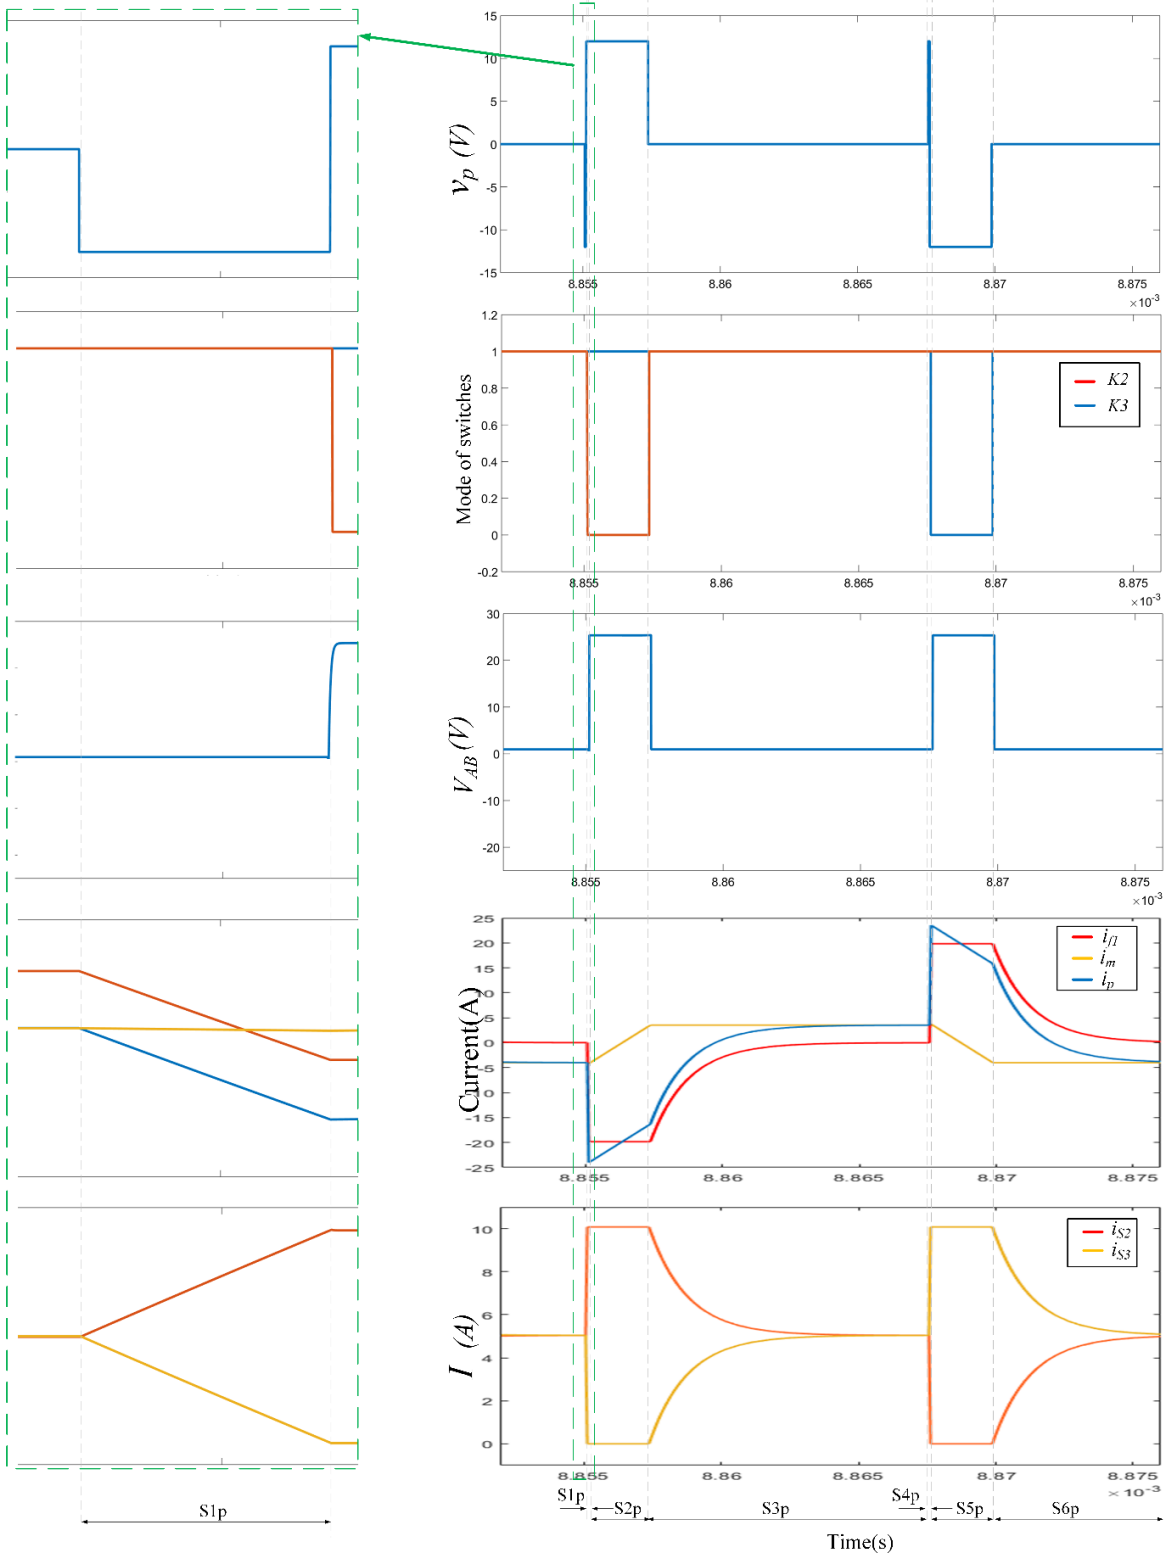 15
10
5
0
-5
-10
-15
v_p (V)
8.855 8.86 8.865 8.87 8.875
×10⁻³
1.2
1
0.8
0.6
0.4
0.2
0
-0.2
Mode of switches
K2
K3
8.855 8.86 8.865 8.87 8.875
×10⁻³
30
20
10
0
-10
-20
V_AB (V)
8.855 8.86 8.865 8.87 8.875
×10⁻³
25
20
15
10
5
0
-5
-10
-15
-20
-25
Current(A)
i_f1
i_m
i_p
8.855 8.86 8.865 8.87 8.875
10
8
6
4
2
0
I (A)
i_S2
i_S3
8.855 8.86 8.865 8.87 8.875
×10⁻³
S1p
S1p S2p S3p S4p S5p S6p
Time(s)